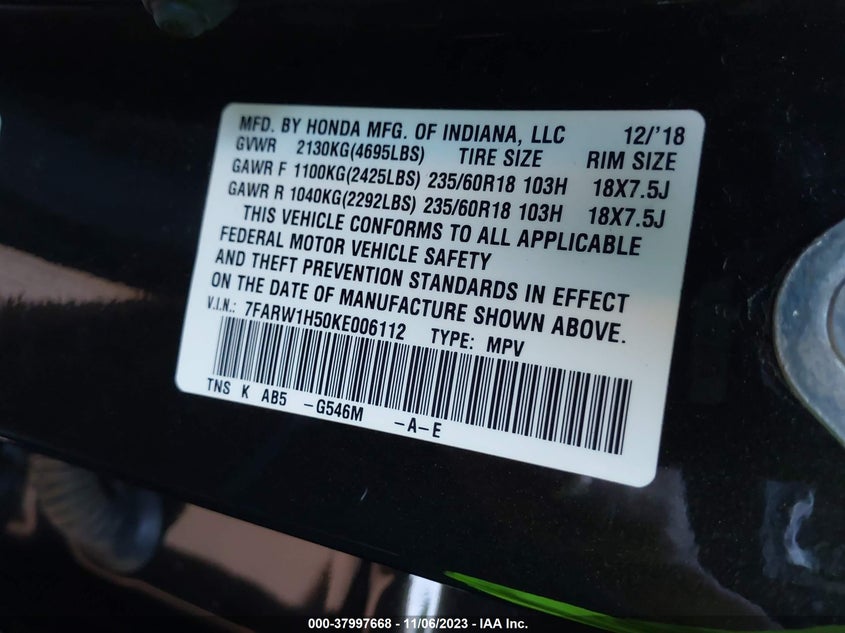 MFD. BY HONDA MFG. OF INDIANA, LLC 12/'18
GVWR 2130KG(4695LBS) TIRE SIZE RIM SIZE
GAWR F 1100KG(2425LBS) 235/60R18 103H 18X7.5J
GAWR R 1040KG(2292LBS) 235/60R18 103H 18X7.5J
THIS VEHICLE CONFORMS TO ALL APPLICABLE
FEDERAL MOTOR VEHICLE SAFETY
AND THEFT PREVENTION STANDARDS IN EFFECT
ON THE DATE OF MANUFACTURE SHOWN ABOVE.
V.I.N.: 7FARW1H50KE006112 TYPE: MPV
TNS K AB5 -G546M -A-E
000-37997668 - 11/06/2023 - IAA Inc.